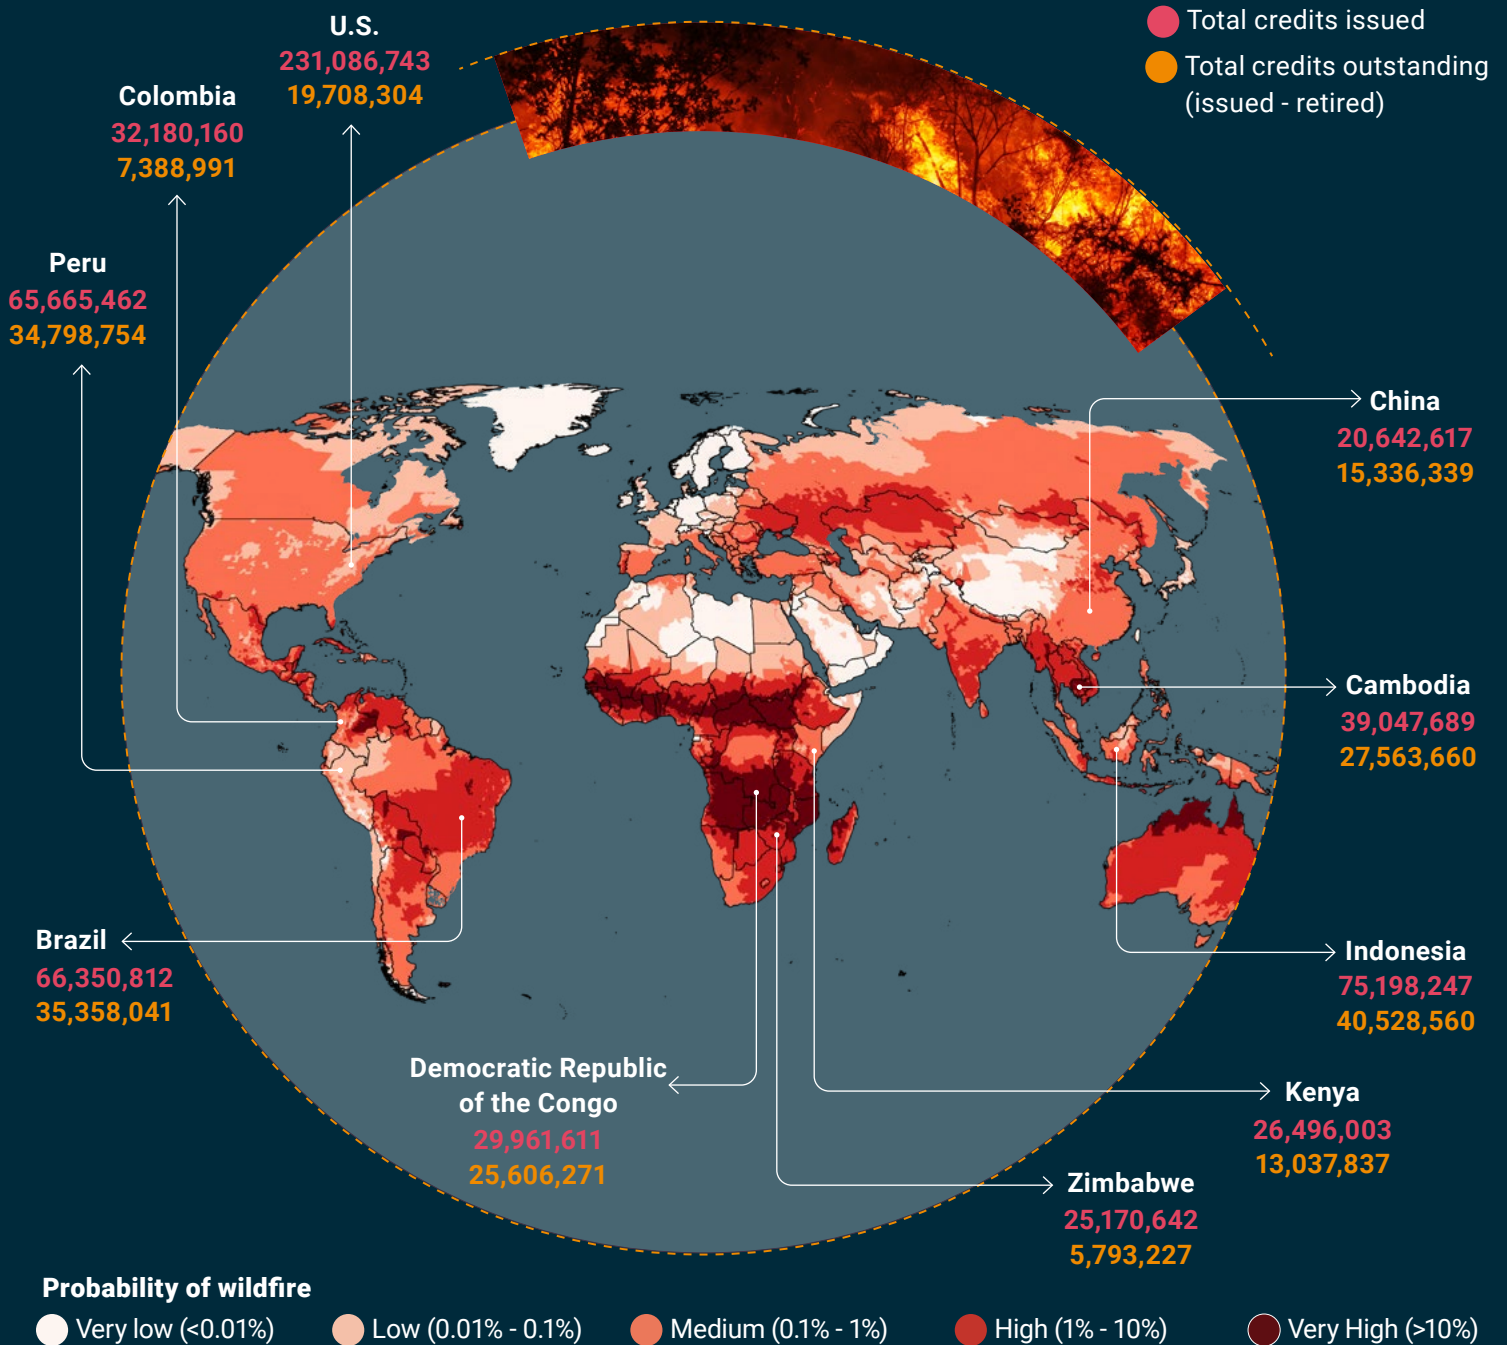 Total credits issued
Total credits outstanding
(issued - retired)
U.S.
231,086,743
19,708,304
Colombia
32,180,160
7,388,991
Peru
65,665,462
34,798,754
China
20,642,617
15,336,339
Cambodia
39,047,689
27,563,660
Brazil
66,350,812
35,358,041
Indonesia
75,198,247
40,528,560
Democratic Republic
of the Congo
29,961,611
25,606,271
Kenya
26,496,003
13,037,837
Zimbabwe
25,170,642
5,793,227
Probability of wildfire
Very low (<0.01%)
Low (0.01% - 0.1%)
Medium (0.1% - 1%)
High (1% - 10%)
Very High (>10%)